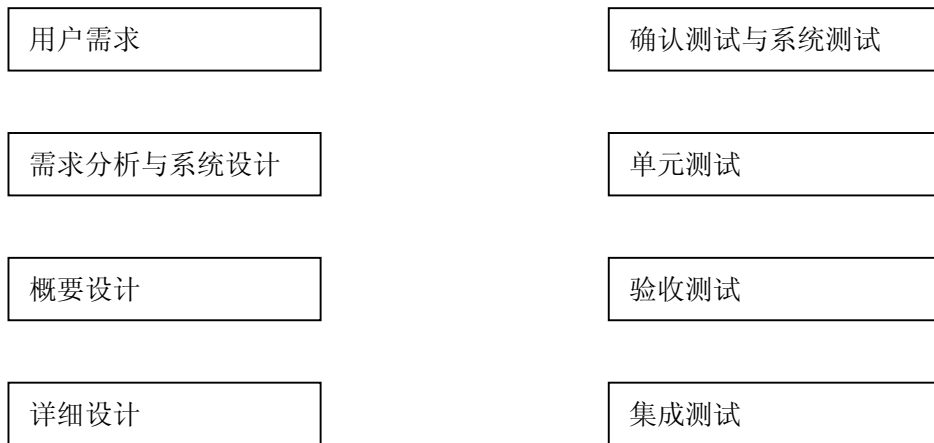 用户需求
确认测试与系统测试
需求分析与系统设计
单元测试
概要设计
验收测试
详细设计
集成测试